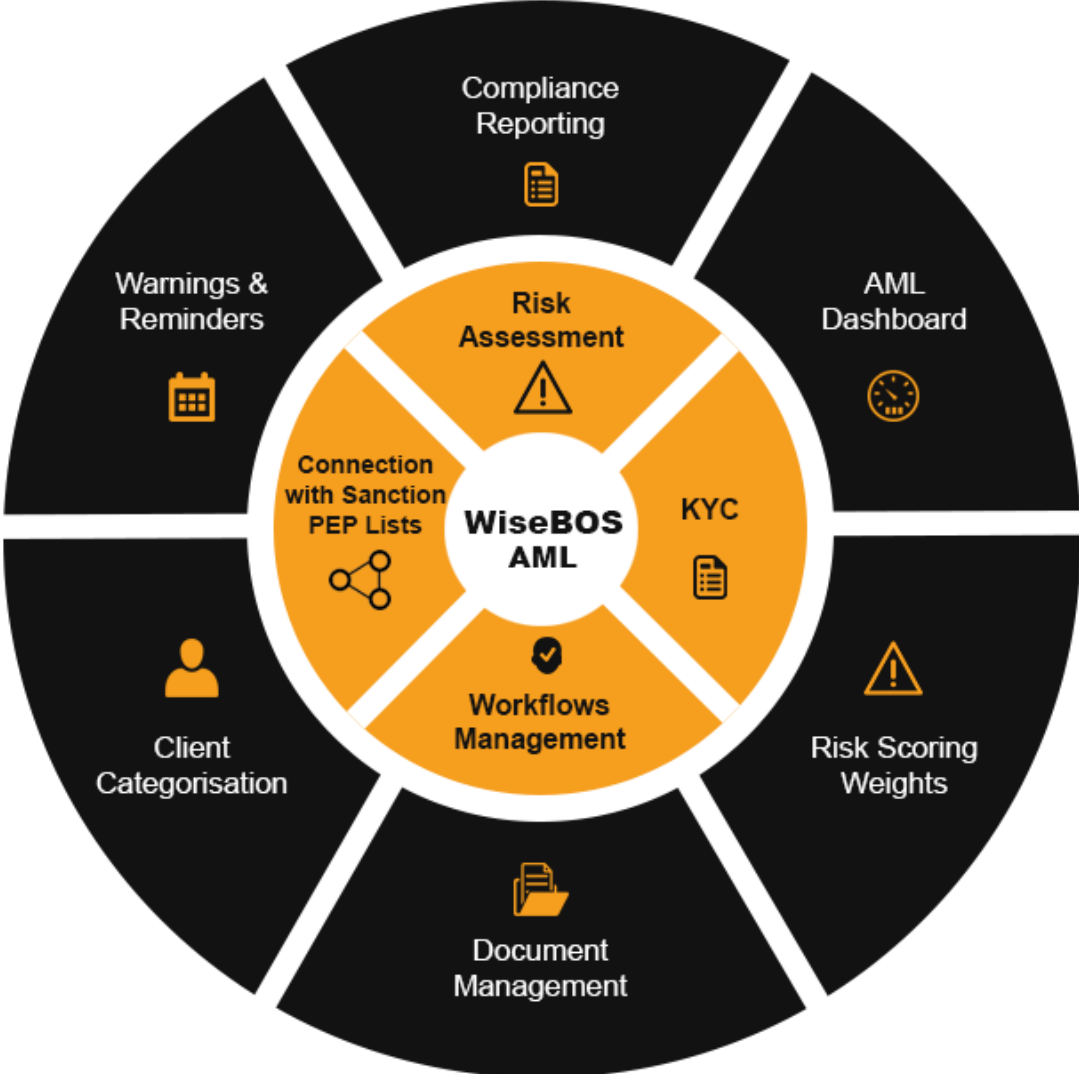 Compliance
Reporting
Warnings &
Reminders
AML
Dashboard
Risk
Assessment
Connection
with Sanction
PEP Lists
WiseBOS
AML
KYC
Workflows
Management
Client
Categorisation
Risk Scoring
Weights
Document
Management